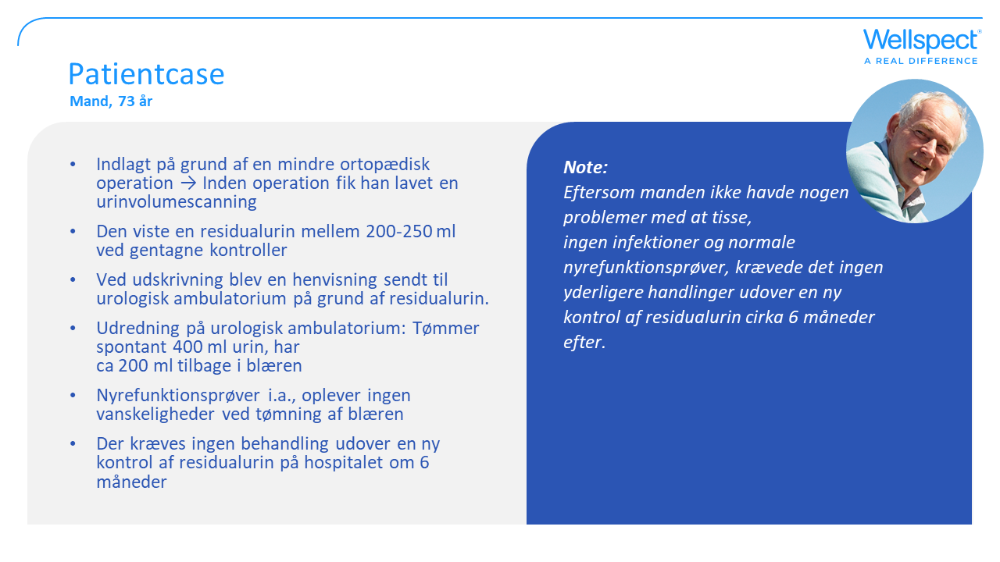 Wellspect®
A REAL DIFFERENCE
Patientcase
Mand, 73 år
• Indlagt på grund af en mindre ortopædisk
operation → Inden operation fik han lavet en
urinvolumescanning
• Den viste en residualurin mellem 200-250 ml
ved gentagne kontroller
• Ved udskrivning blev en henvisning sendt til
urologisk ambulatorium på grund af residualurin.
• Udredning på urologisk ambulatorium: Tømmer
spontant 400 ml urin, har
ca 200 ml tilbage i blæren
• Nyrefunktionsprøver i.a., oplever ingen
vanskeligheder ved tømning af blæren
• Der kræves ingen behandling udover en ny
kontrol af residualurin på hospitalet om 6
måneder
Note:
Eftersom manden ikke havde nogen
problemer med at tisse,
ingen infektioner og normale
nyrefunktionsprøver, krævede det ingen
yderligere handlinger udover en ny
kontrol af residualurin cirka 6 måneder
efter.